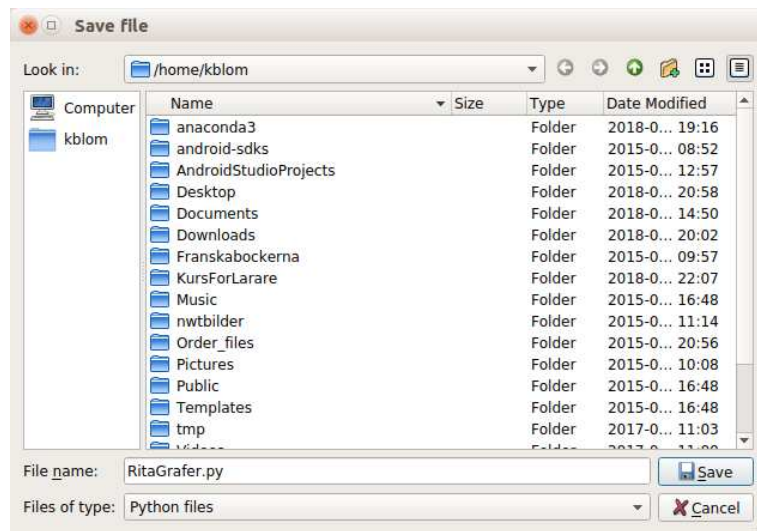 Save file
Look in: /home/kblom
Computer
kblom
Name Size Type Date Modified
anaconda3 Folder 2018-0... 19:16
android-sdks Folder 2015-0... 08:52
AndroidStudioProjects Folder 2015-0... 12:57
Desktop Folder 2018-0... 20:58
Documents Folder 2018-0... 14:50
Downloads Folder 2018-0... 20:02
Franskabockerna Folder 2015-0... 09:57
KursForLarare Folder 2018-0... 22:07
Music Folder 2015-0... 16:48
nwtbilder Folder 2015-0... 11:14
Order_files Folder 2015-0... 20:56
Pictures Folder 2015-0... 10:08
Public Folder 2015-0... 16:48
Templates Folder 2015-0... 16:48
tmp Folder 2017-0... 11:03
File name: RitaGrafer.py Save
Files of type: Python files Cancel